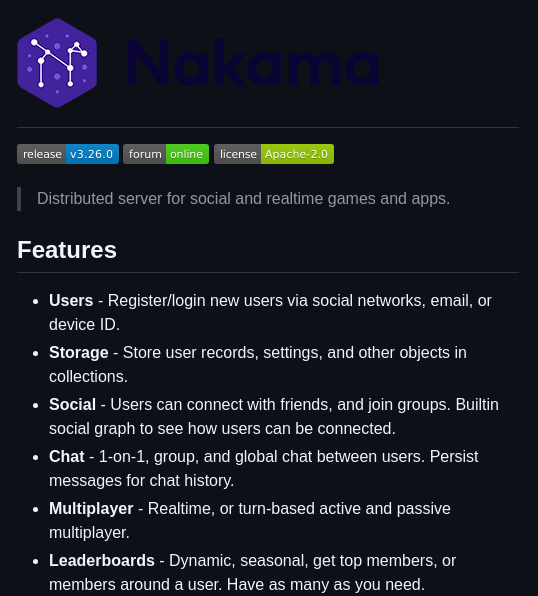 Nakama
release v3.26.0 forum online license Apache-2.0
Distributed server for social and realtime games and apps.
Features
• Users - Register/login new users via social networks, email, or
device ID.
• Storage - Store user records, settings, and other objects in
collections.
• Social - Users can connect with friends, and join groups. Builtin
social graph to see how users can be connected.
• Chat - 1-on-1, group, and global chat between users. Persist
messages for chat history.
• Multiplayer - Realtime, or turn-based active and passive
multiplayer.
• Leaderboards - Dynamic, seasonal, get top members, or
members around a user. Have as many as you need.